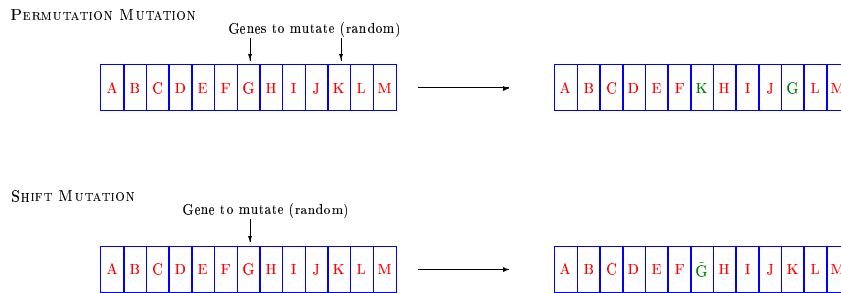 PERMUTATION MUTATION
Genes to mutate (random)
A B C D E F G H I J K L M
A B C D E F K H I J G L M
SHIFT MUTATION
Gene to mutate (random)
A B C D E F G H I J K L M
A B C D E F G̃ H I J K L M